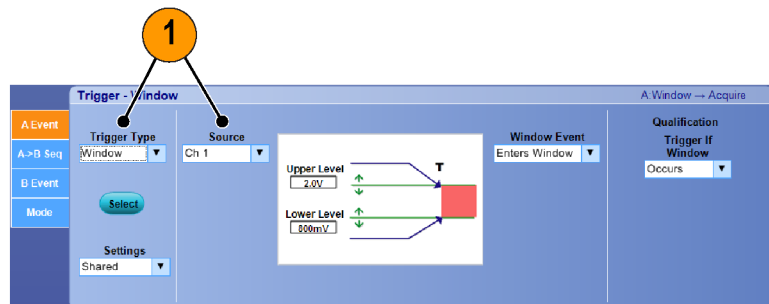 1
Trigger - Window
A:Window → Acquire
A Event
A->B Seq
B Event
Mode
Trigger Type
Window
Select
Settings
Shared
Source
Ch 1
Upper Level
2.0V
Lower Level
800mV
T
Window Event
Enters Window
Qualification
Trigger If
Window
Occurs